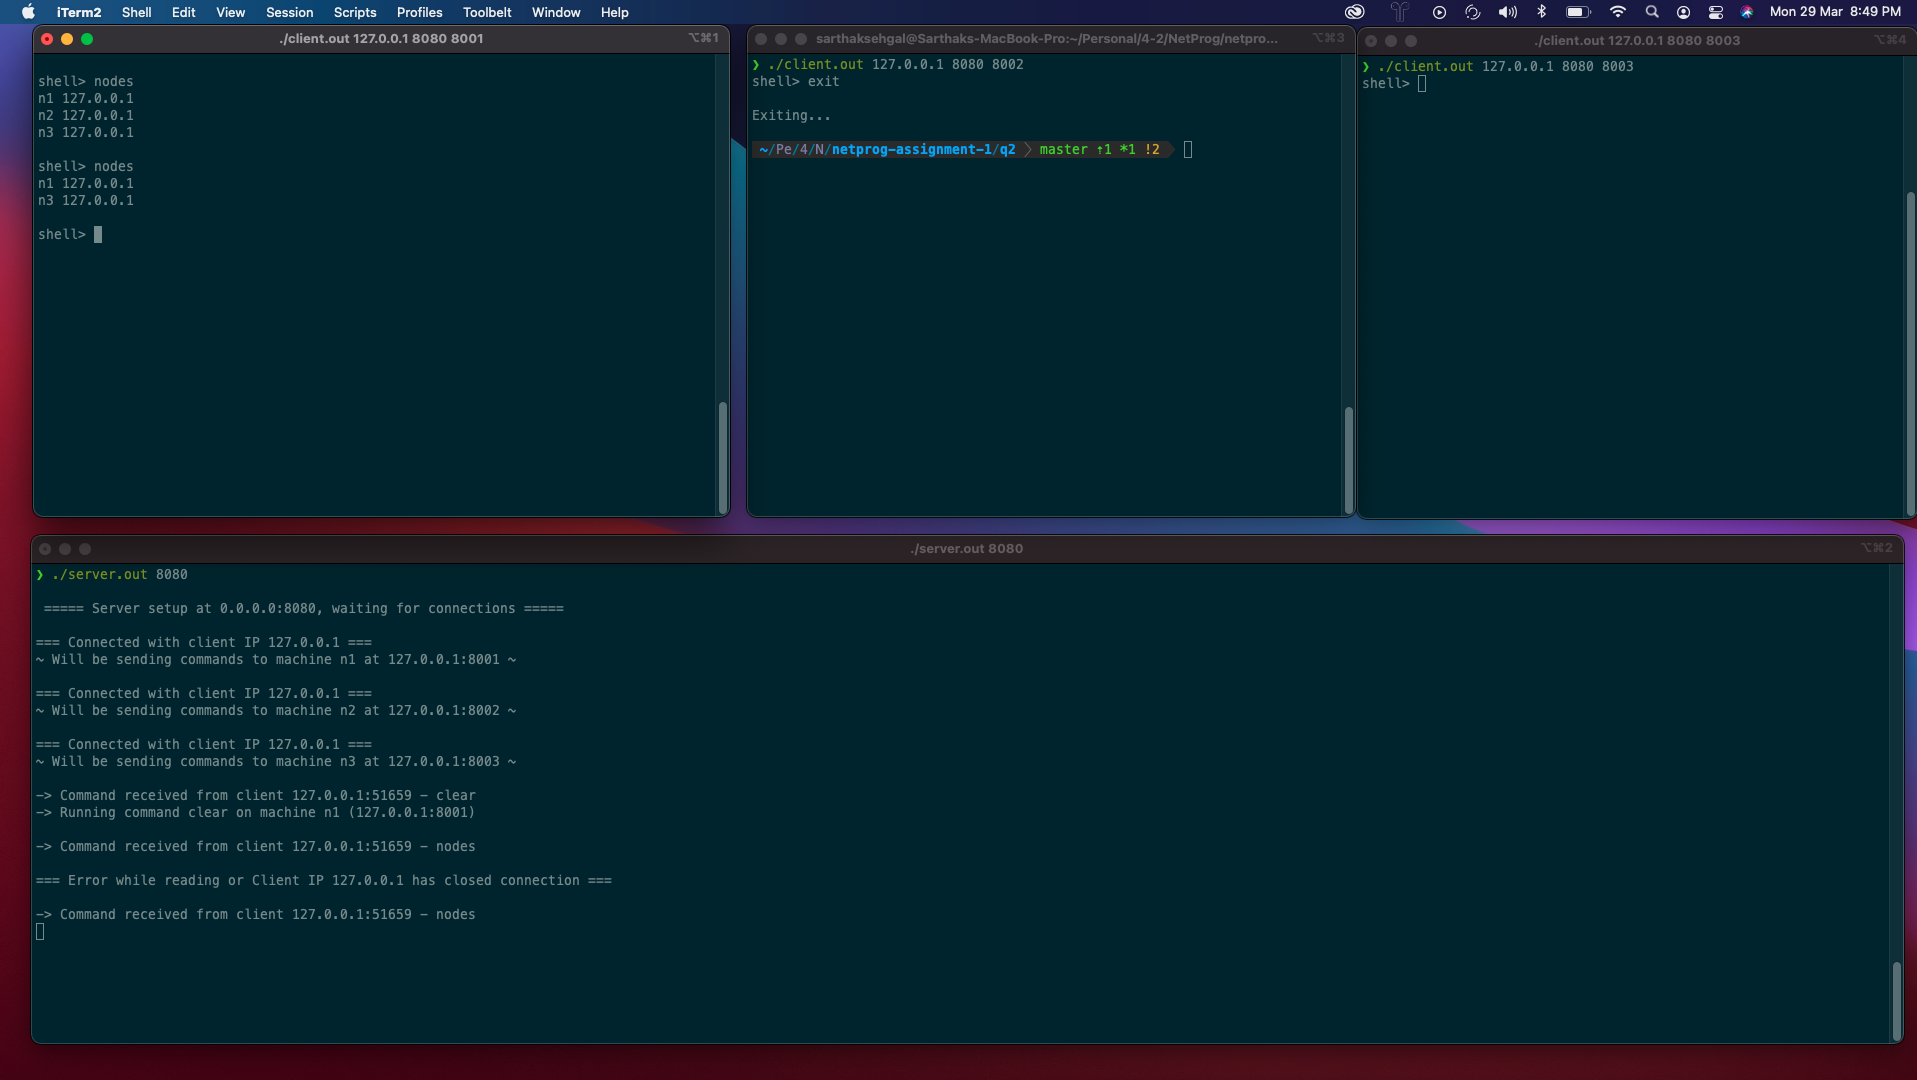 iTerm2 Shell Edit View Session Scripts Profiles Toolbelt Window Help Mon 29 Mar 8:49 PM
./client.out 127.0.0.1 8080 8001 ⌥⌘1
shell> nodes
n1 127.0.0.1
n2 127.0.0.1
n3 127.0.0.1
shell> nodes
n1 127.0.0.1
n3 127.0.0.1
shell>
sarthaksehgal@Sarthaks-MacBook-Pro:~/Personal/4-2/NetProg/netpro... ⌥⌘3
❯ ./client.out 127.0.0.1 8080 8002
shell> exit
Exiting...
~/Pe/4/N/netprog-assignment-1/q2 master ⇡1 *1 !2
./client.out 127.0.0.1 8080 8003 ⌥⌘4
❯ ./client.out 127.0.0.1 8080 8003
shell>
./server.out 8080 ⌥⌘2
❯ ./server.out 8080
===== Server setup at 0.0.0.0:8080, waiting for connections =====
=== Connected with client IP 127.0.0.1 ===
~ Will be sending commands to machine n1 at 127.0.0.1:8001 ~
=== Connected with client IP 127.0.0.1 ===
~ Will be sending commands to machine n2 at 127.0.0.1:8002 ~
=== Connected with client IP 127.0.0.1 ===
~ Will be sending commands to machine n3 at 127.0.0.1:8003 ~
-> Command received from client 127.0.0.1:51659 - clear
-> Running command clear on machine n1 (127.0.0.1:8001)
-> Command received from client 127.0.0.1:51659 - nodes
=== Error while reading or Client IP 127.0.0.1 has closed connection ===
-> Command received from client 127.0.0.1:51659 - nodes